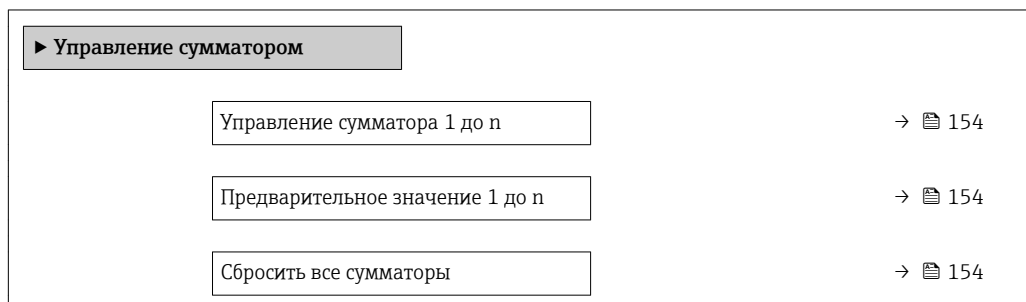 ► Управление сумматором
Управление сумматора 1 до n → 154
Предварительное значение 1 до n → 154
Сбросить все сумматоры → 154